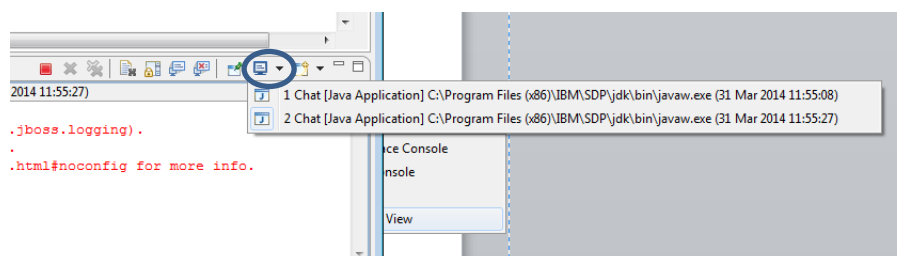 2014 11:55:27)
1 Chat [Java Application] C:\Program Files (x86)\IBM\SDP\jdk\bin\javaw.exe (31 Mar 2014 11:55:08)
2 Chat [Java Application] C:\Program Files (x86)\IBM\SDP\jdk\bin\javaw.exe (31 Mar 2014 11:55:27)
.jboss.logging).
.
.html#noconfig for more info.
ace Console
onsole
View